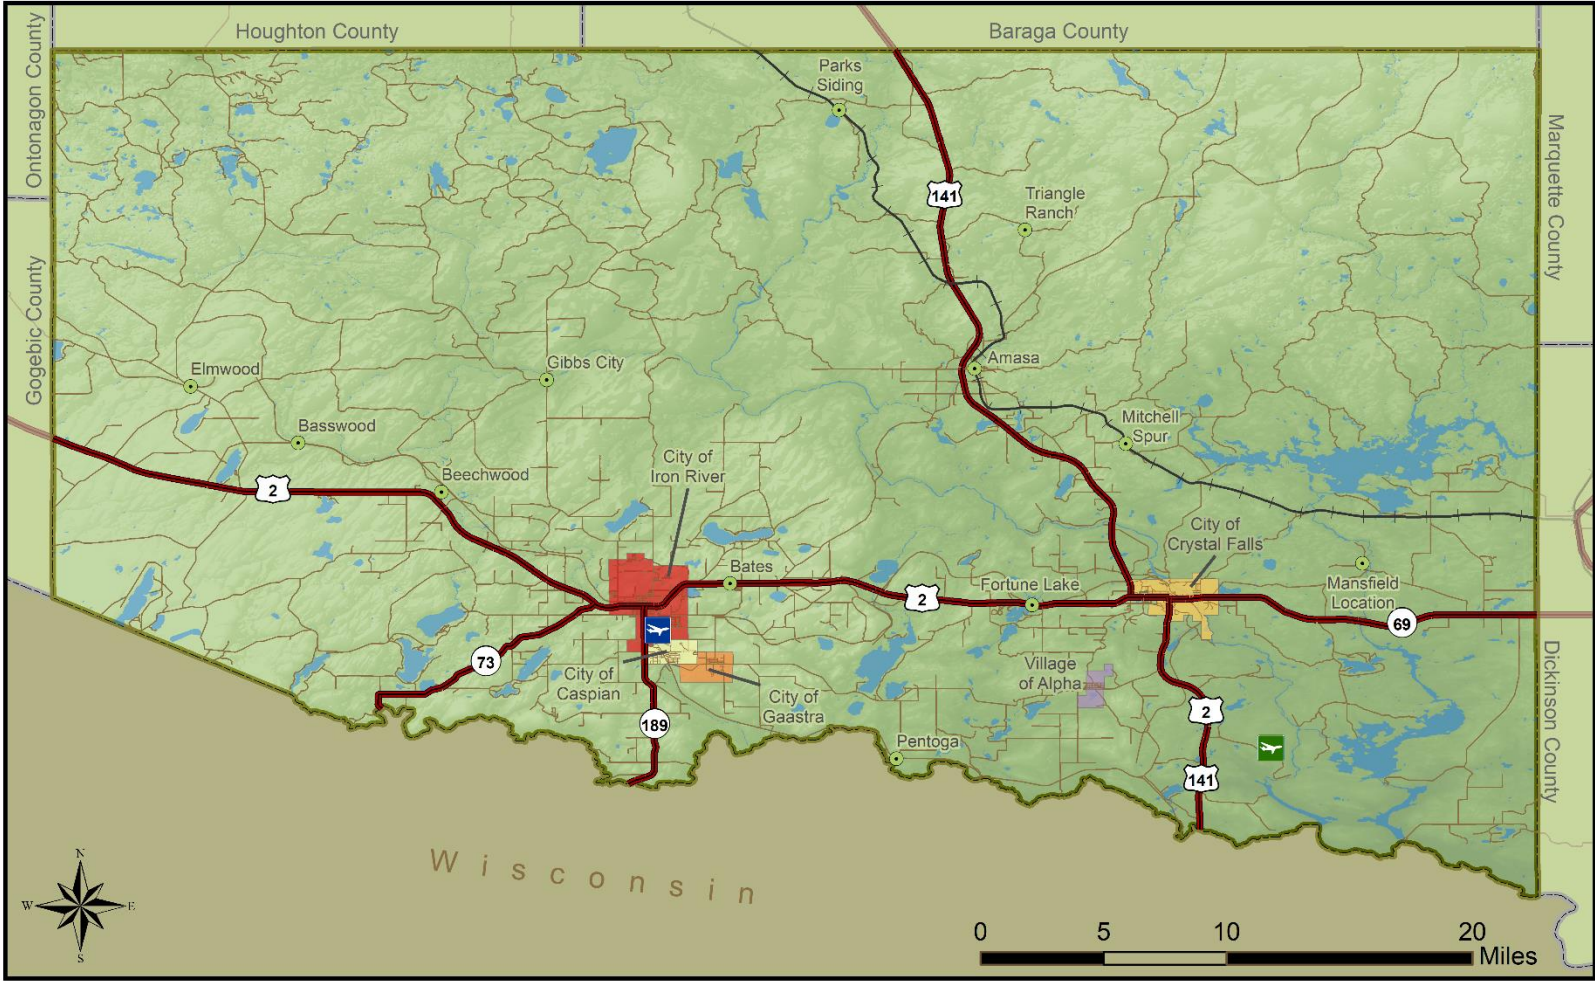 Houghton County
Baraga County
Ontonagon County
Gogebic County
Marquette County
Dickinson County
Parks
Siding
141
Triangle
Ranch
Amasa
Elmwood
Gibbs City
Basswood
Mitchell
Spur
Beechwood
City of
Iron River
2
City of
Crystal Falls
Bates
Fortune Lake
2
Mansfield
Location
69
73
City of
Caspian
City of
Gaastra
Village
of Alpha
189
2
Pentoga
141
Wisconsin
N
W
E
S
0 5 10 20
Miles